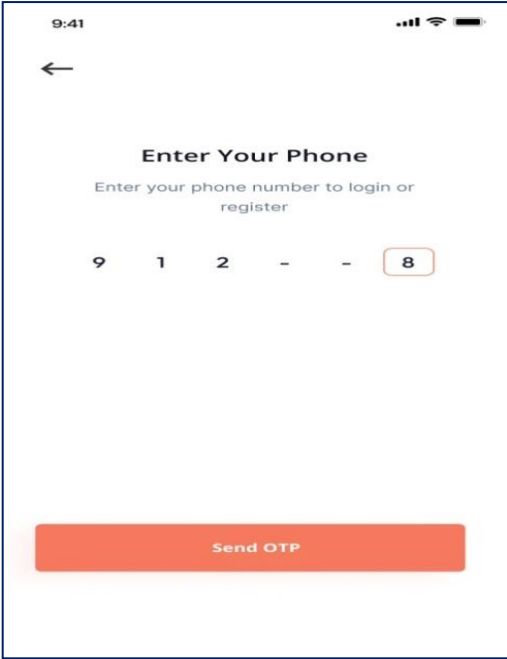 9:41
Enter Your Phone
Enter your phone number to login or
register
9 1 2 - - 8
Send OTP